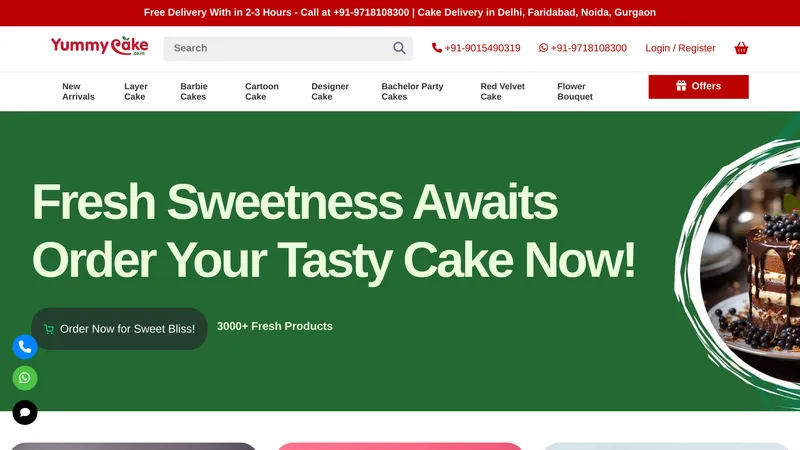 Free Delivery With in 2-3 Hours - Call at +91-9718108300 | Cake Delivery in Delhi, Faridabad, Noida, Gurgaon
Yummy Cake
.co.in
Search
+91-9015490319
+91-9718108300
Login / Register
New
Arrivals
Layer
Cake
Barbie
Cakes
Cartoon
Cake
Designer
Cake
Bachelor Party
Cakes
Red Velvet
Cake
Flower
Bouquet
Offers
Fresh Sweetness Awaits
Order Your Tasty Cake Now!
Order Now for Sweet Bliss!
3000+ Fresh Products